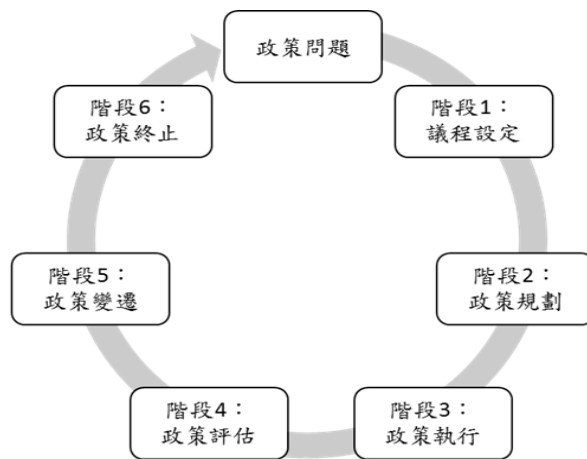 政策問題
階段1：
議程設定
階段2：
政策規劃
階段3：
政策執行
階段4：
政策評估
階段5：
政策變遷
階段6：
政策終止